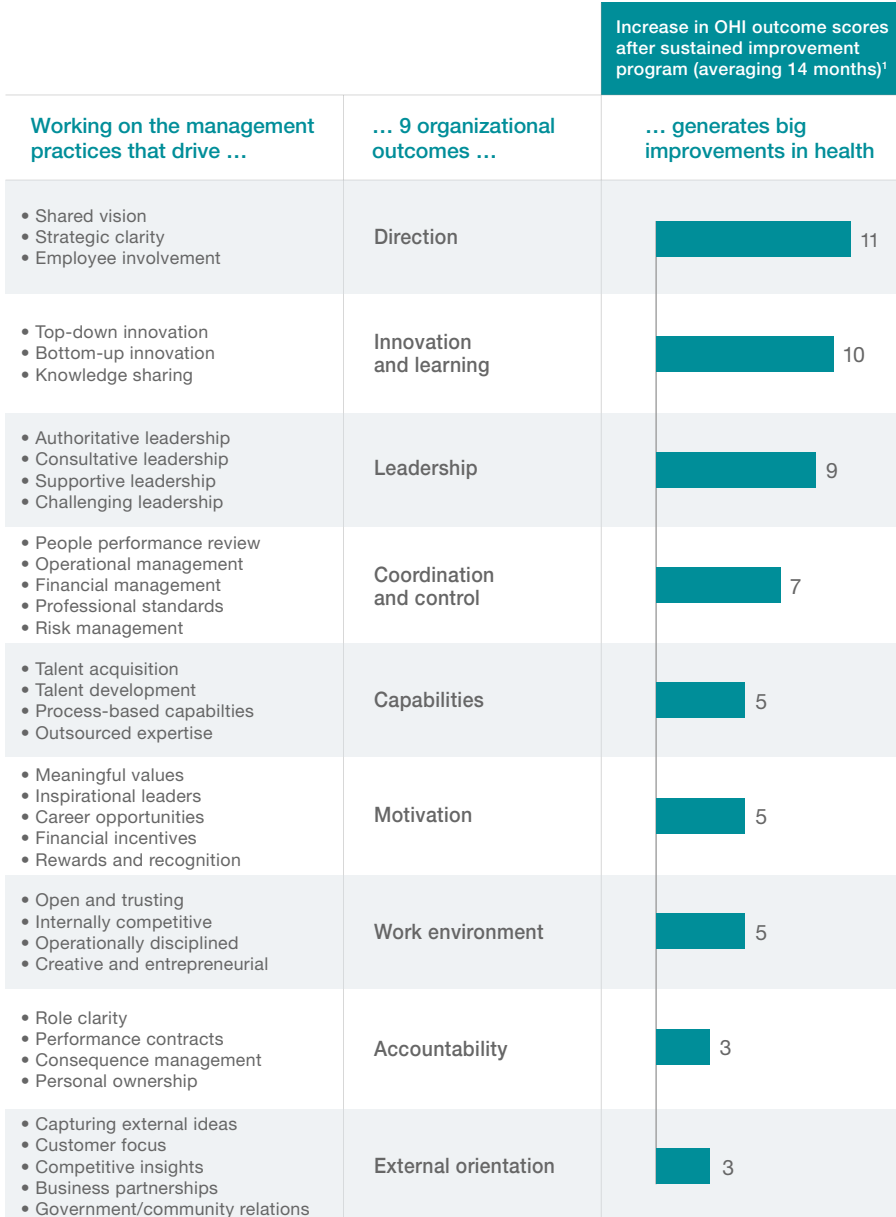 Increase in OHI outcome scores
after sustained improvement
program (averaging 14 months)¹
Working on the management
practices that drive …
… 9 organizational
outcomes …
… generates big
improvements in health
• Shared vision
• Strategic clarity
• Employee involvement
Direction
11
• Top-down innovation
• Bottom-up innovation
• Knowledge sharing
Innovation
and learning
10
• Authoritative leadership
• Consultative leadership
• Supportive leadership
• Challenging leadership
Leadership
9
• People performance review
• Operational management
• Financial management
• Professional standards
• Risk management
Coordination
and control
7
• Talent acquisition
• Talent development
• Process-based capabilties
• Outsourced expertise
Capabilities
5
• Meaningful values
• Inspirational leaders
• Career opportunities
• Financial incentives
• Rewards and recognition
Motivation
5
• Open and trusting
• Internally competitive
• Operationally disciplined
• Creative and entrepreneurial
Work environment
5
• Role clarity
• Performance contracts
• Consequence management
• Personal ownership
Accountability
3
• Capturing external ideas
• Customer focus
• Competitive insights
• Business partnerships
• Government/community relations
External orientation
3